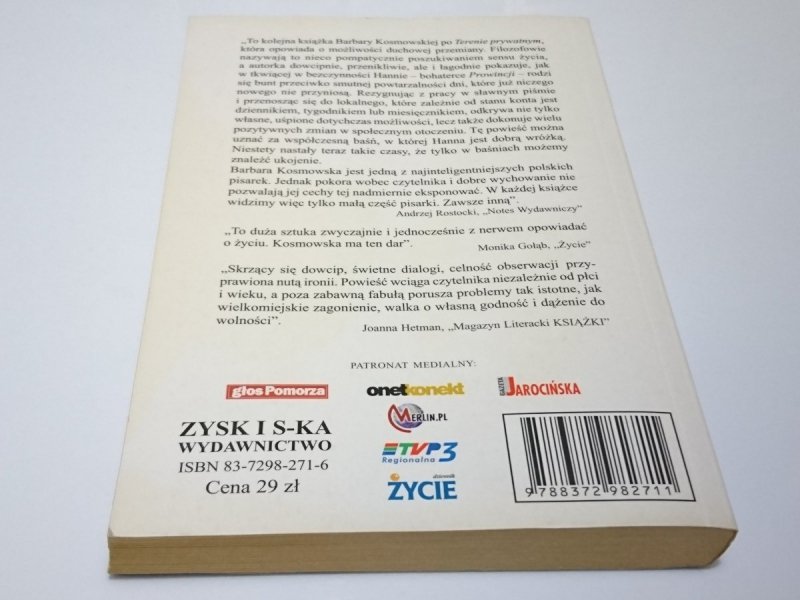 „To kolejna książka Barbary Kosmowskiej po Terenie prywatnym,
która opowiada o możliwości duchowej przemiany. Filozofowie
nazywają to nieco pompatycznie poszukiwaniem sensu życia,
a autorka dowcipnie, przenikliwie, ale i łagodnie pokazuje, jak
w tkwiącej w bezczynności Hannie – bohaterce Prowincji – rodzi
się bunt przeciwko smutnej powtarzalności dni, które już niczego
nowego nie przyniosą. Rezygnując z pracy w sławnym piśmie
i przenosząc się do lokalnego, które zależnie od stanu konta jest
dziennikiem, tygodnikiem lub miesięcznikiem, odkrywa nie tylko
własne, uśpione dotychczas możliwości, lecz także dokonuje wielu
pozytywnych zmian w społecznym otoczeniu. Tę powieść można
uznać za współczesną baśń, w której Hanna jest dobrą wróżką.
Niestety nastały teraz takie czasy, że tylko w baśniach możemy
znaleźć ukojenie.
Barbara Kosmowska jest jedną z najinteligentniejszych polskich
pisarek. Jednak pokora wobec czytelnika i dobre wychowanie nie
pozwalają jej cechy tej nadmiernie eksponować. W każdej książce
widzimy więc tylko małą część pisarki. Zawsze inną”.
Andrzej Rostocki, „Notes Wydawniczy”
„To duża sztuka zwyczajnie i jednocześnie z nerwem opowiadać
o życiu. Kosmowska ma ten dar”.
Monika Gołąb, „Życie”
„Skrzący się dowcip, świetne dialogi, celność obserwacji przy-
prawiona nutą ironii. Powieść wciąga czytelnika niezależnie od płci
i wieku, a poza zabawną fabułą porusza problemy tak istotne, jak
wielkomiejskie zagonienie, walka o własną godność i dążenie do
wolności”.
Joanna Hetman, „Magazyn Literacki KSIĄŻKI”
PATRONAT MEDIALNY:
głos Pomorza
onetkonekt
GAZETA JAROCIŃSKA
MERLIN.PL
TVP3
Regionalna
dziennik
ŻYCIE
ZYSK I S-KA
WYDAWNICTWO
ISBN 83-7298-271-6
Cena 29 zł
9 788372 982711